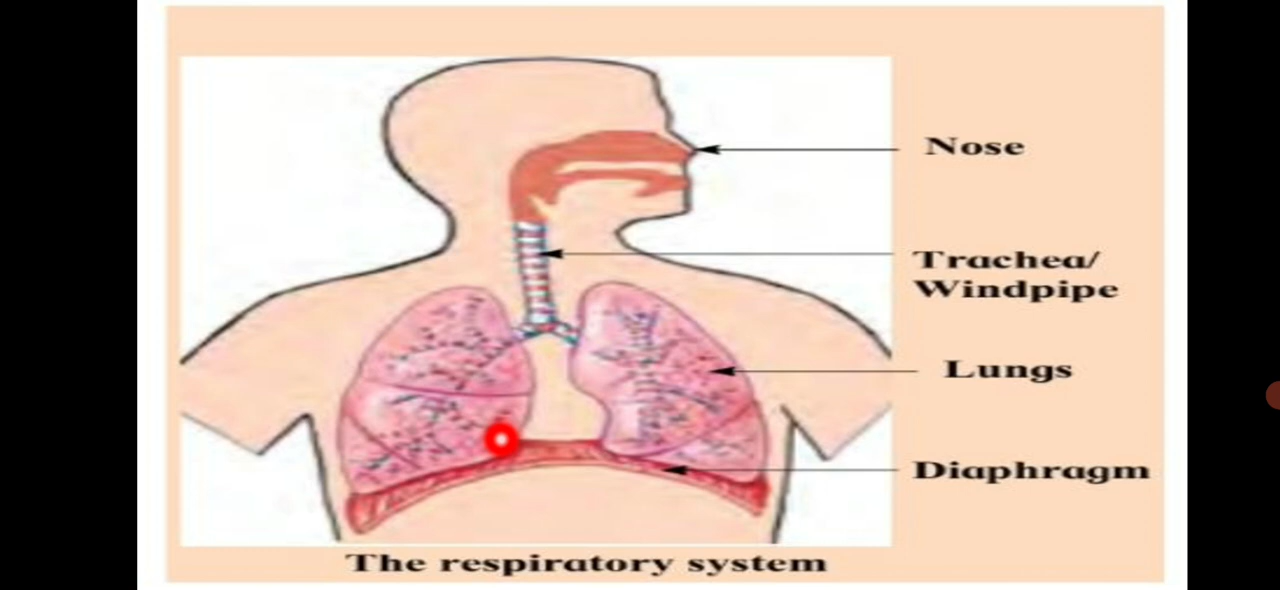 Nose
Trachea/
Windpipe
Lungs
Diaphragm
The respiratory system